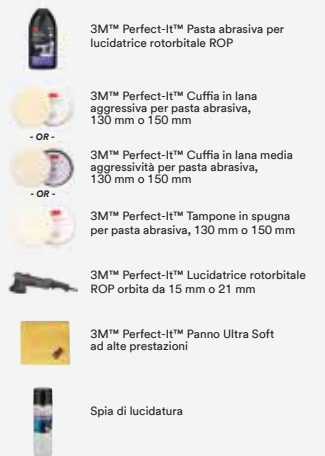 3M™ Perfect-It™ Pasta abrasiva per
lucidatrice rotorbitale ROP
3M™ Perfect-It™ Cuffia in lana
aggressiva per pasta abrasiva,
130 mm o 150 mm
- OR -
3M™ Perfect-It™ Cuffia in lana media
aggressività per pasta abrasiva,
130 mm o 150 mm
- OR -
3M™ Perfect-It™ Tampone in spugna
per pasta abrasiva, 130 mm o 150 mm
3M™ Perfect-It™ Lucidatrice rotorbitale
ROP orbita da 15 mm o 21 mm
3M™ Perfect-It™ Panno Ultra Soft
ad alte prestazioni
Spia di lucidatura